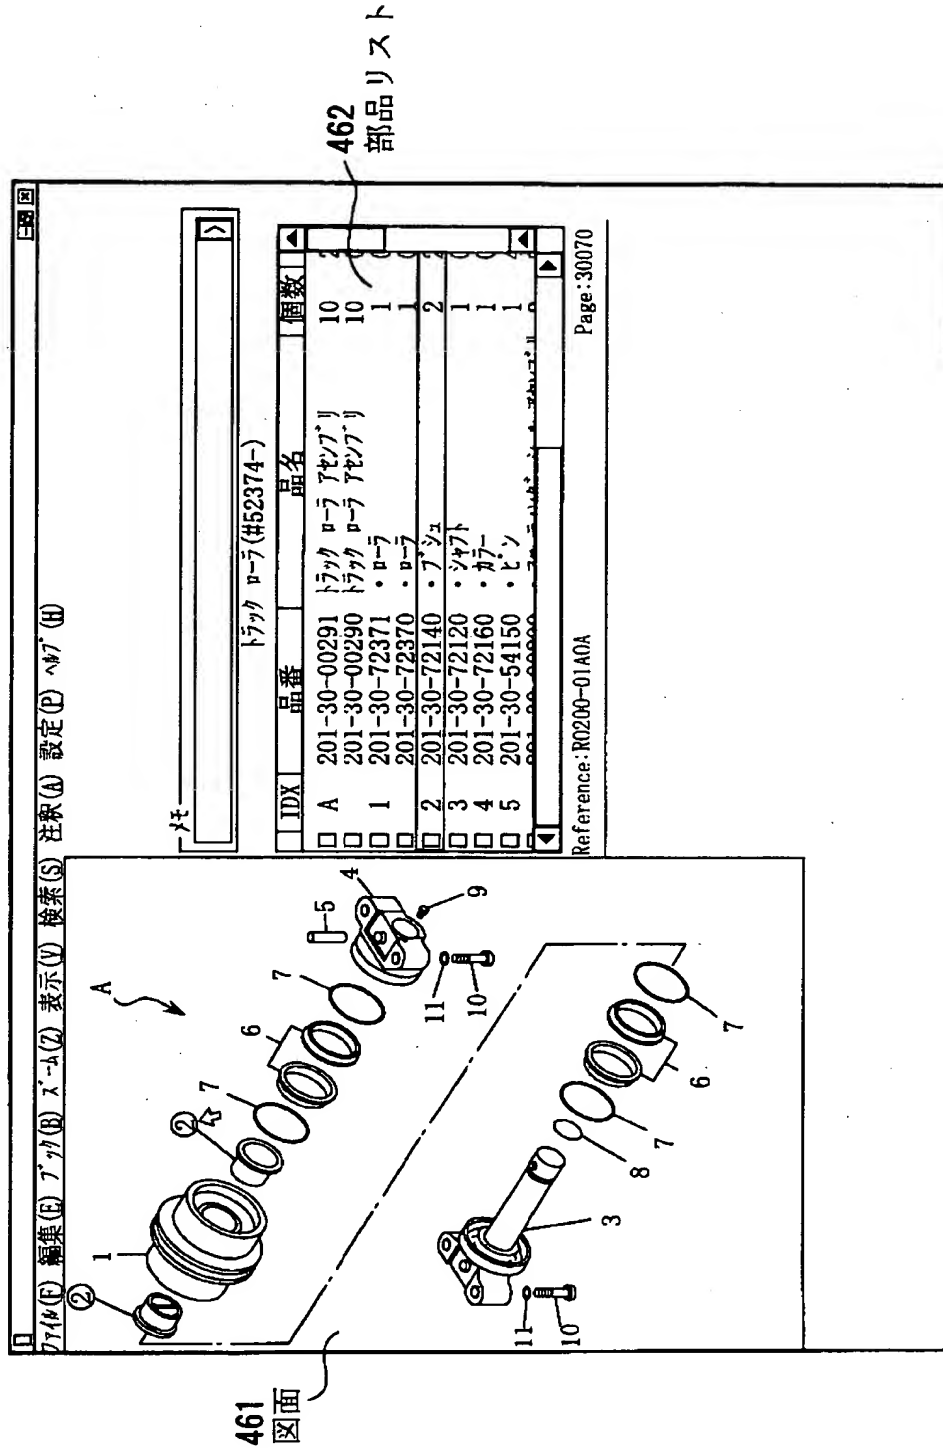 ファイル(F) 編集(E) ブック(B) ズーム(Z) 表示(V) 検索(S) 注釈(A) 設定(P) ヘルプ(H)
461
図面
A
1
2
2
7
6
7
5
4
9
11
10
3
8
7
6
7
11
10
メモ
トラック ローラ(#52374-)
IDX 品番 品名 個数
A 201-30-00291 トラック ローラ アセンブリ 10
201-30-00290 トラック ローラ アセンブリ 10
1 201-30-72371 ・ローラ 1
201-30-72370 ・ローラ 1
2 201-30-72140 ・ブシュ 2
3 201-30-72120 ・シャフト 1
4 201-30-72160 ・カラー 1
5 201-30-54150 ・ピン 1
Reference:R0200-01A0A Page:30070
462
部品リスト